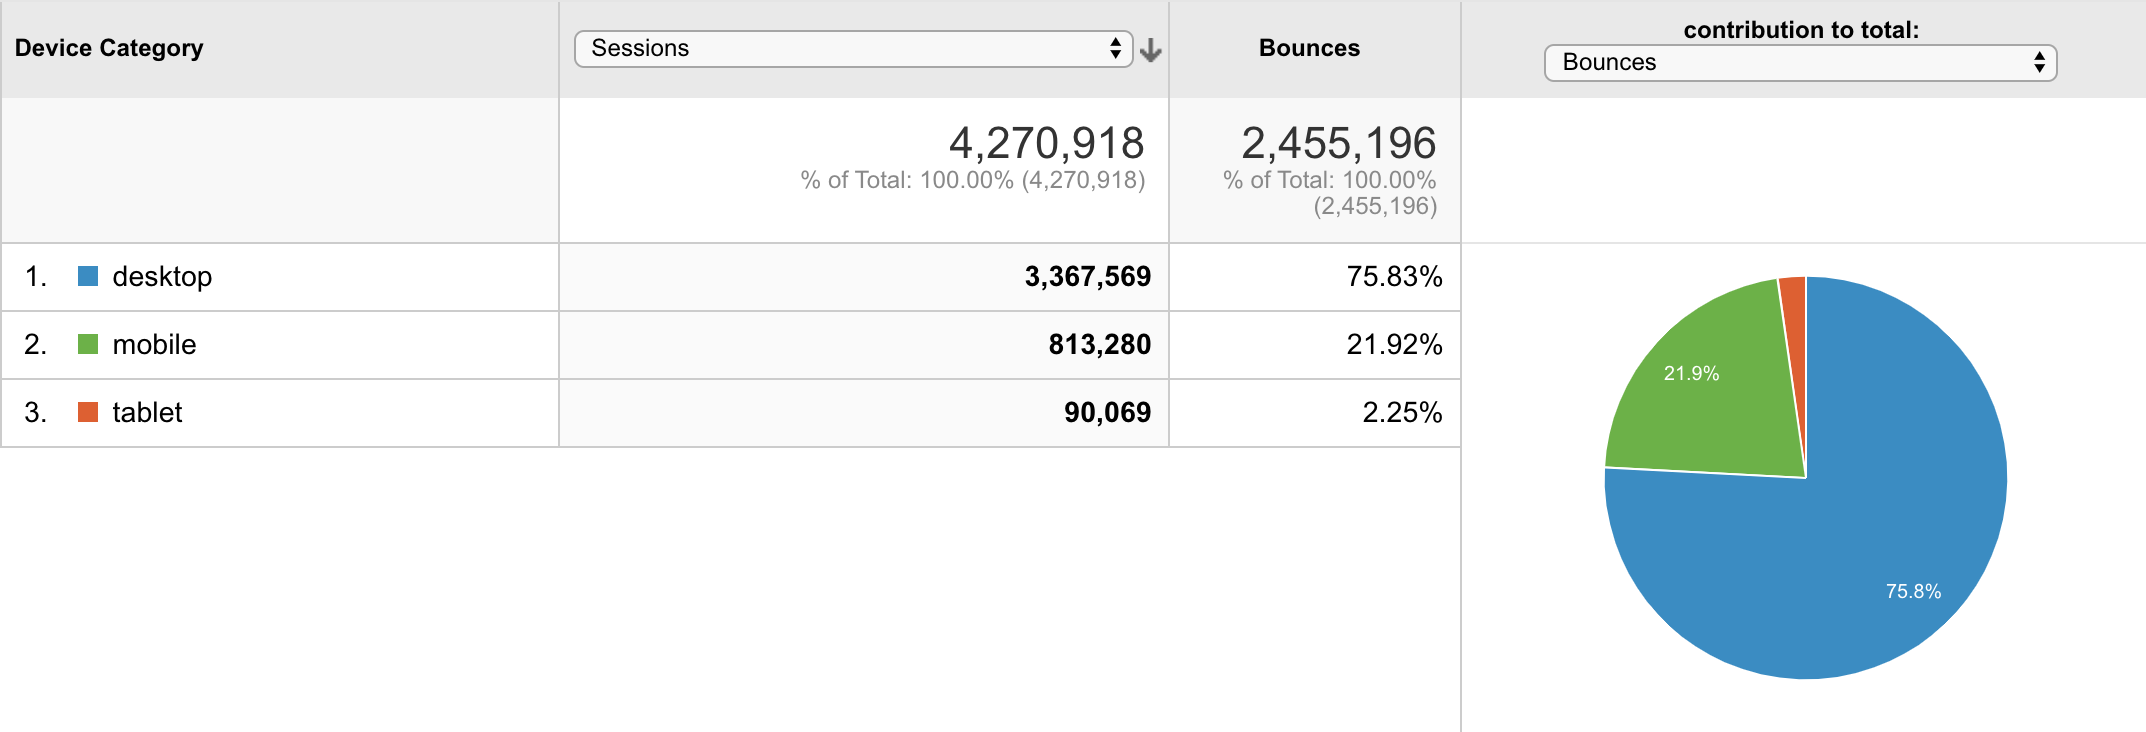 Device Category
Sessions
Bounces
contribution to total:
Bounces
4,270,918
% of Total: 100.00% (4,270,918)
2,455,196
% of Total: 100.00%
(2,455,196)
1. desktop 3,367,569 75.83%
2. mobile 813,280 21.92%
3. tablet 90,069 2.25%
21.9%
75.8%